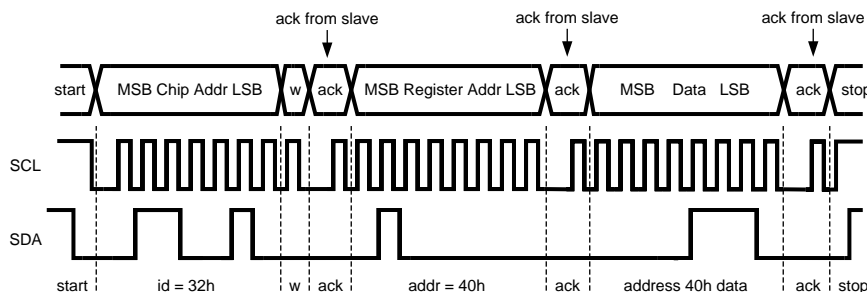 ack from slave ack from slave ack from slave
start MSB Chip Addr LSB w ack MSB Register Addr LSB ack MSB Data LSB ack stop
SCL
SDA
start id = 32h w ack addr = 40h ack address 40h data ack stop